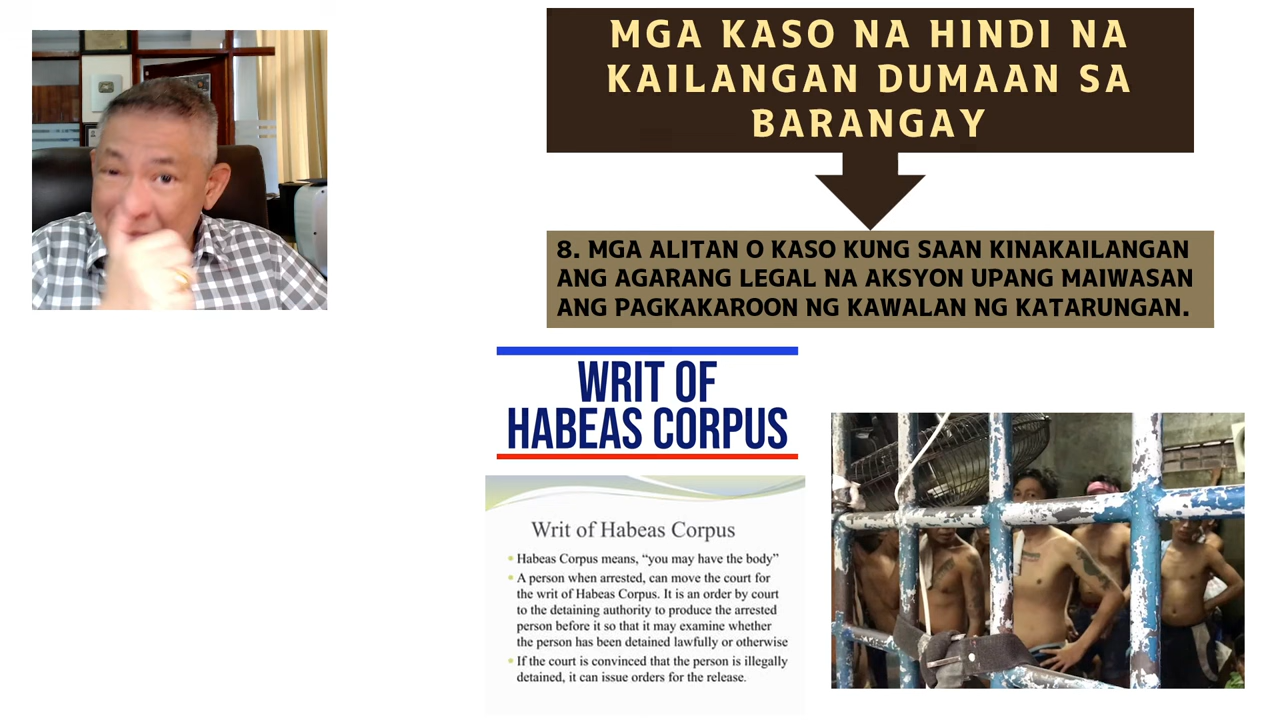 MGA KASO NA HINDI NA
KAILANGAN DUMAAN SA
BARANGAY
8. MGA ALITAN O KASO KUNG SAAN KINAKAILANGAN
ANG AGARANG LEGAL NA AKSYON UPANG MAIWASAN
ANG PAGKAKAROON NG KAWALAN NG KATARUNGAN.
WRIT OF
HABEAS CORPUS
Writ of Habeas Corpus
• Habeas Corpus means, “you may have the body”
• A person when arrested, can move the court for
the writ of Habeas Corpus. It is an order by court
to the detaining authority to produce the arrested
person before it so that it may examine whether
the person has been detained lawfully or otherwise
• If the court is convinced that the person is illegally
detained, it can issue orders for the release.